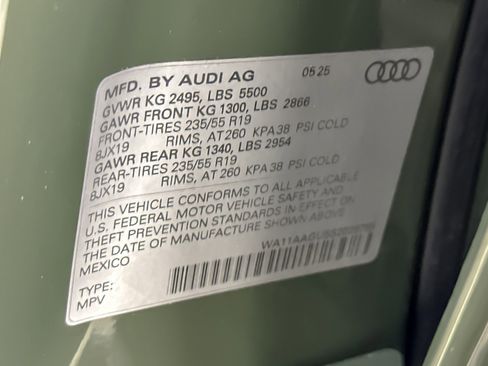 MFD. BY AUDI AG 05.25
GVWR KG 2495, LBS 5500
GAWR FRONT KG 1300, LBS 2866
FRONT-TIRES 235/55 R19
8JX19 RIMS, AT 260 KPA 38 PSI COLD
GAWR REAR KG 1340, LBS 2954
REAR-TIRES 235/55 R19
8JX19 RIMS, AT 260 KPA 38 PSI COLD
THIS VEHICLE CONFORMS TO ALL APPLICABLE
U.S. FEDERAL MOTOR VEHICLE SAFETY AND
THEFT PREVENTION STANDARDS IN EFFECT ON
THE DATE OF MANUFACTURE SHOWN ABOVE
MEXICO
TYPE:
MPV